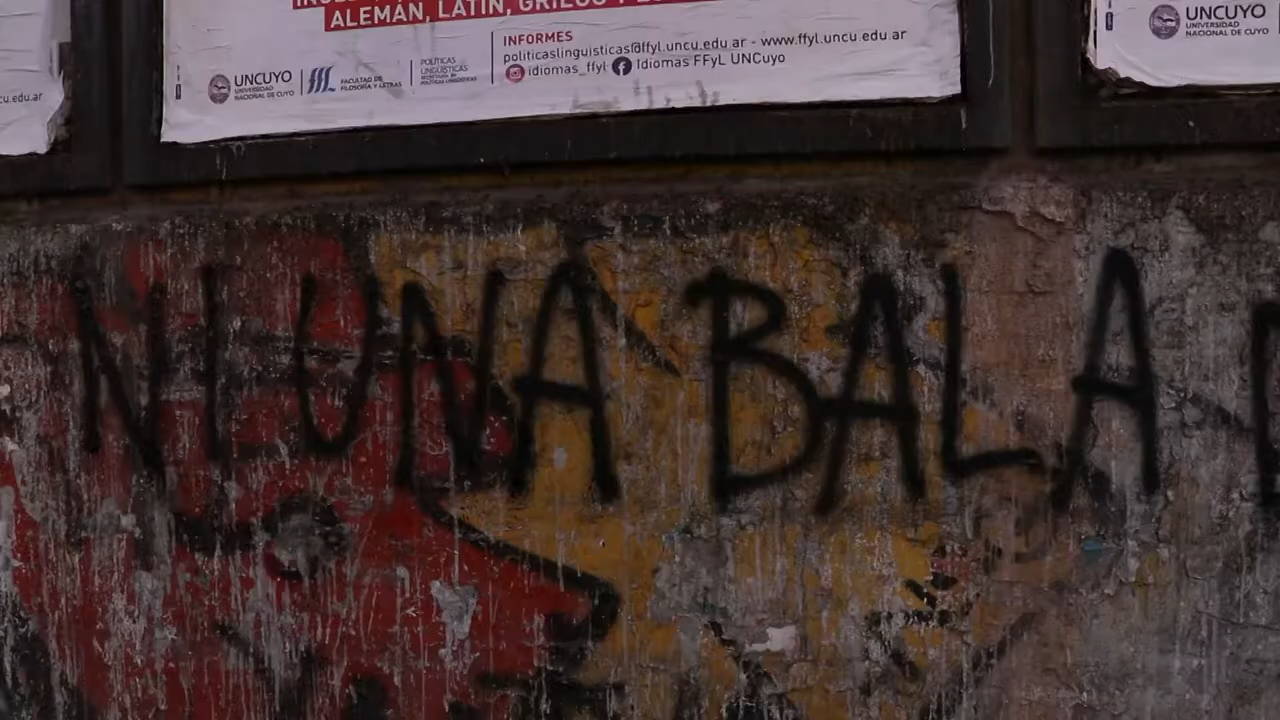 ALEMÁN, LATÍN, GRIEGO Y
INFORMES
politicaslinguisticas@ffyl.uncu.edu.ar - www.ffyl.uncu.edu.ar
idiomas_ffyl Idiomas FFyL UNCuyo
UNCUYO
UNIVERSIDAD
NACIONAL DE CUYO
FACULTAD DE
FILOSOFÍA Y LETRAS
POLÍTICAS
LINGÜÍSTICAS
UNCUYO
UNIVERSIDAD
NACIONAL DE CUYO
cu.edu.ar
NI UNA BALA